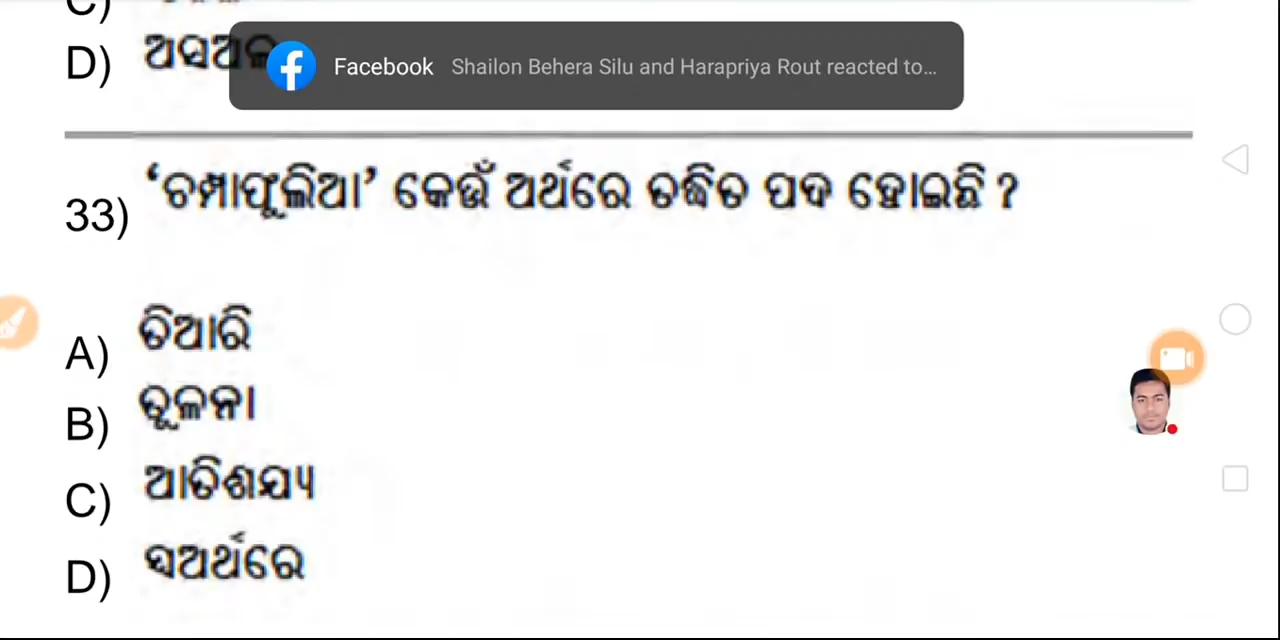 C)
D) ଅସଅଳ
Facebook Shailon Behera Silu and Harapriya Rout reacted to...
33) ‘ଚମ୍ପାଫୁଲିଆ’ କେଉଁ ଅର୍ଥରେ ତଦ୍ଧିତ ପଦ ହୋଇଛି ?
A) ତିଆରି
B) ତୁଳନା
C) ଆତିଶଯ୍ୟ
D) ସ୍ୱଅର୍ଥରେ